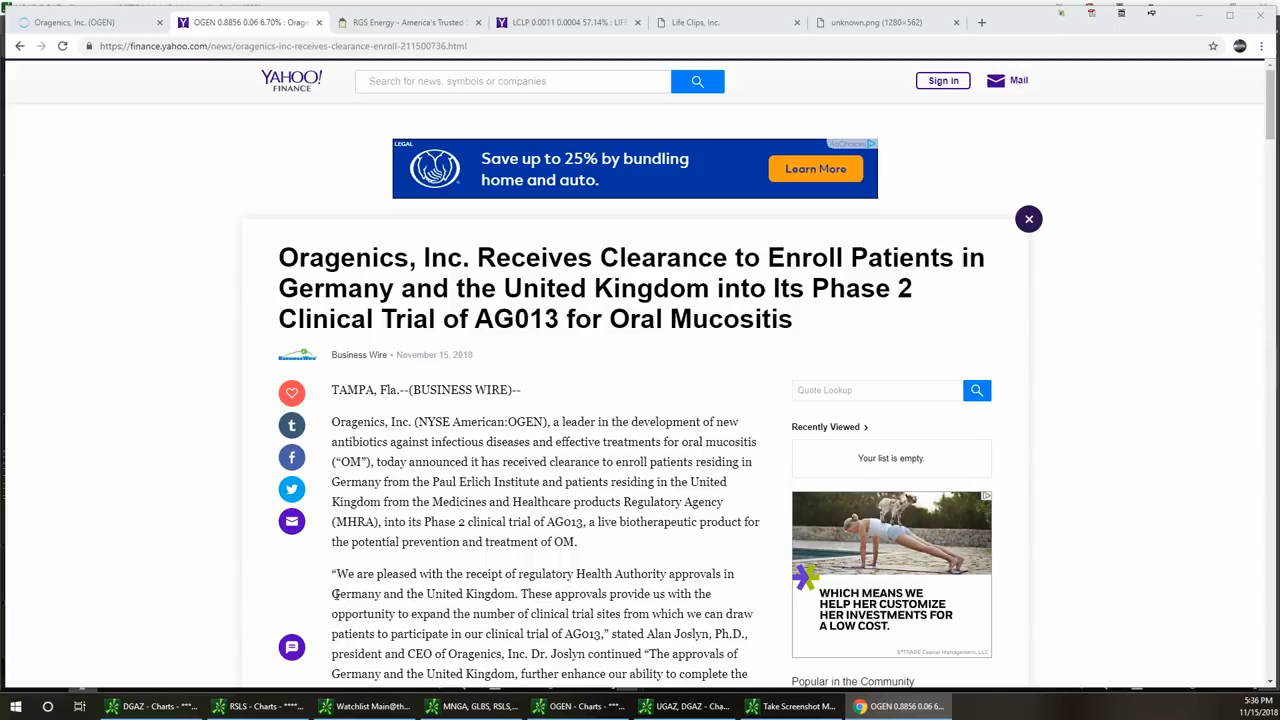 Oragenics, Inc. (OGEN)
OGEN 0.8856 0.06 6.70% : Orage
RGS Energy - America's Trusted
LCLP 0.0011 0.0004 57.14% : LIFE
Life Clips, Inc.
unknown.png (1280×562)
https://finance.yahoo.com/news/oragenics-inc-receives-clearance-enroll-211500736.html
YAHOO!
FINANCE
Search for news, symbols or companies
Sign in
Mail
LEGAL
AdChoices
Save up to 25% by bundling
home and auto.
Learn More
Oragenics, Inc. Receives Clearance to Enroll Patients in
Germany and the United Kingdom into Its Phase 2
Clinical Trial of AG013 for Oral Mucositis
BusinessWire
Business Wire • November 15, 2018
TAMPA, Fla.--(BUSINESS WIRE)--
Oragenics, Inc. (NYSE American:OGEN), a leader in the development of new
antibiotics against infectious diseases and effective treatments for oral mucositis
(“OM”), today announced it has received clearance to enroll patients residing in
Germany from the Paul Erlich Institute and patients residing in the United
Kingdom from the Medicines and Healthcare products Regulatory Agency
(MHRA), into its Phase 2 clinical trial of AG013, a live biotherapeutic product for
the potential prevention and treatment of OM.
“We are pleased with the receipt of regulatory Health Authority approvals in
Germany and the United Kingdom. These approvals provide us with the
opportunity to expand the number of clinical trial sites from which we can draw
patients to participate in our clinical trial of AG013,” stated Alan Joslyn, Ph.D.,
president and CEO of Oragenics, Inc. Dr. Joslyn continued “The approvals of
Germany and the United Kingdom, further enhance our ability to complete the
Quote Lookup
Recently Viewed
Your list is empty.
WHICH MEANS WE
HELP HER CUSTOMIZE
HER INVESTMENTS FOR
A LOW COST.
E*TRADE Capital Management, LLC
Popular in the Community
DGAZ - Charts - ****...
RSLS - Charts - ****...
Watchlist Main@th...
MNGA, GLBS, RSLS,...
OGEN - Charts - ****...
UGAZ, DGAZ - Cha...
Take Screenshot M...
OGEN 0.8856 0.06 6...
5:36 PM
11/15/2018